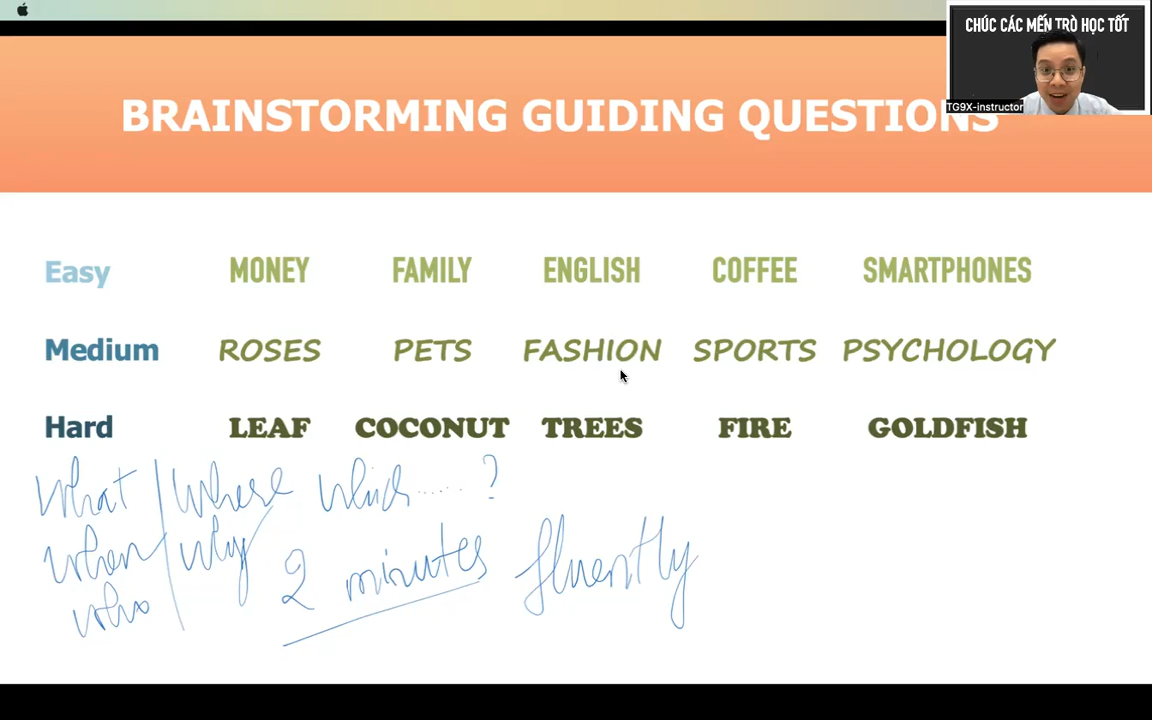 CHÚC CÁC MẾN TRÒ HỌC TỐT
TG9X-instructor
BRAINSTORMING GUIDING QUESTIONS
Easy MONEY FAMILY ENGLISH COFFEE SMARTPHONES
Medium ROSES PETS FASHION SPORTS PSYCHOLOGY
Hard LEAF COCONUT TREES FIRE GOLDFISH
what / where which ..... ?
when / why
who
2 minutes fluently